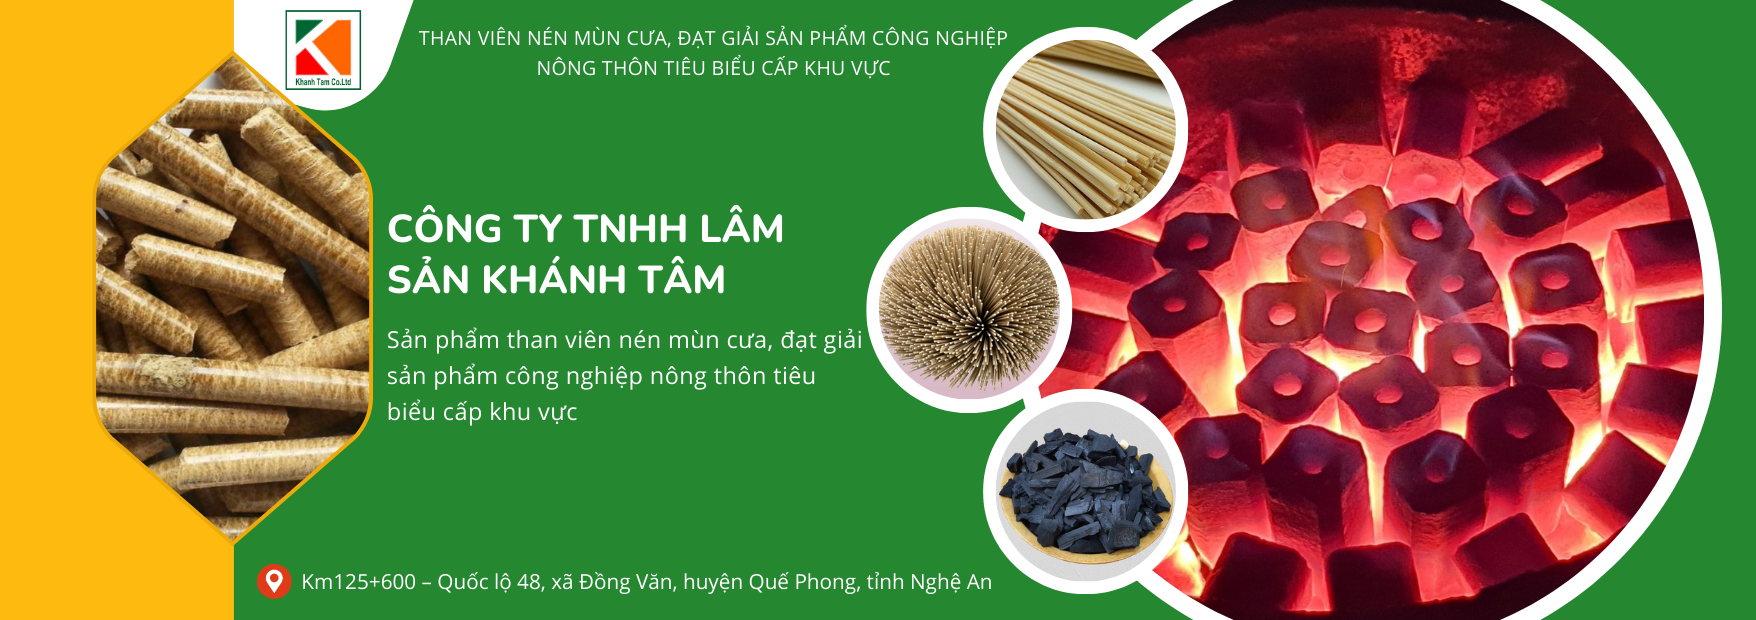 Khanh Tam Co.Ltd
THAN VIÊN NÉN MÙN CƯA, ĐẠT GIẢI SẢN PHẨM CÔNG NGHIỆP
NÔNG THÔN TIÊU BIỂU CẤP KHU VỰC
CÔNG TY TNHH LÂM
SẢN KHÁNH TÂM
Sản phẩm than viên nén mùn cưa, đạt giải
sản phẩm công nghiệp nông thôn tiêu
biểu cấp khu vực
Km125+600 – Quốc lộ 48, xã Đồng Văn, huyện Quế Phong, tỉnh Nghệ An